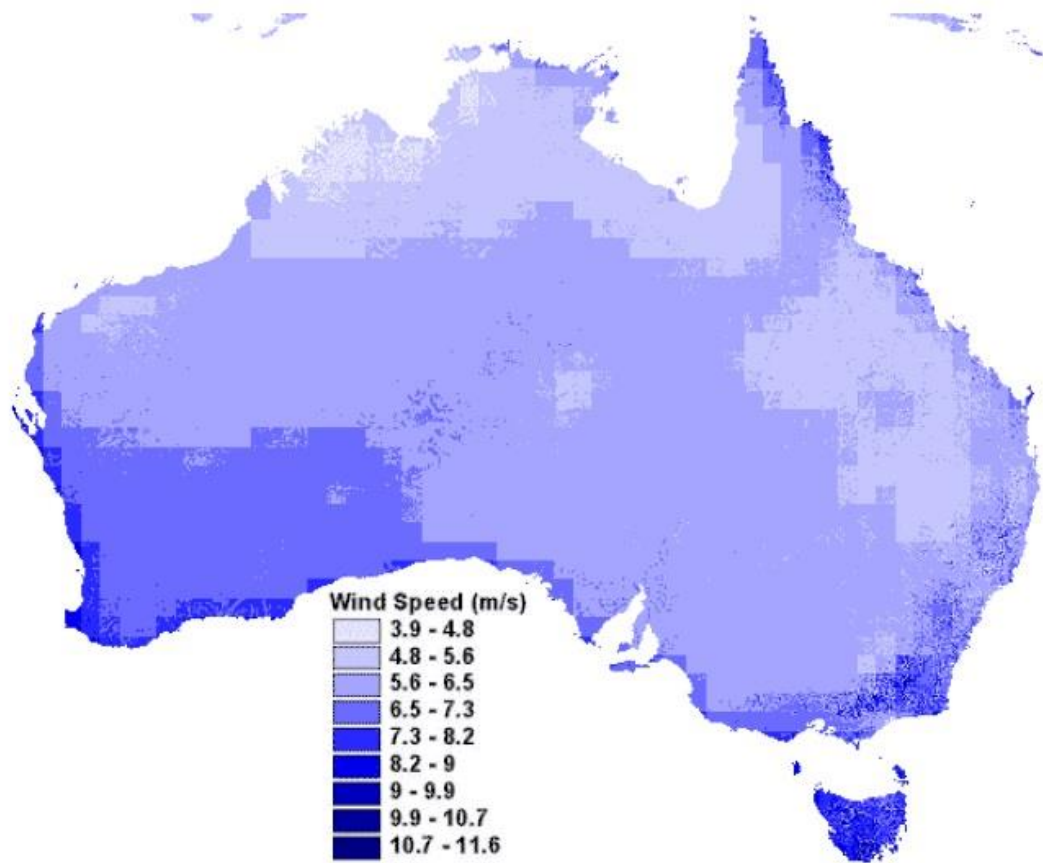 Wind Speed (m/s)
3.9 - 4.8
4.8 - 5.6
5.6 - 6.5
6.5 - 7.3
7.3 - 8.2
8.2 - 9
9 - 9.9
9.9 - 10.7
10.7 - 11.6